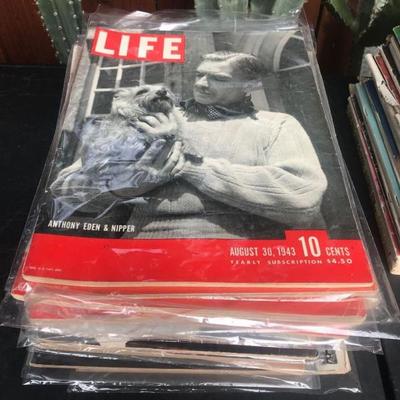 LIFE
ANTHONY EDEN & NIPPER
AUGUST 30, 1943 10 CENTS
YEARLY SUBSCRIPTION $4.50